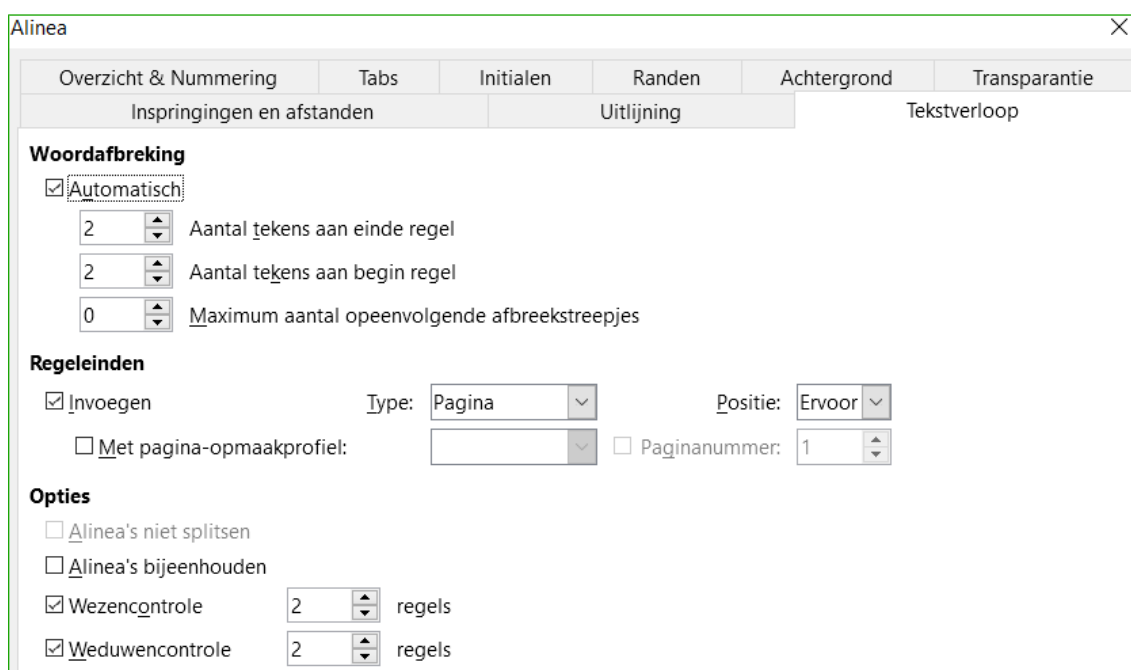 Alinea
Overzicht & Nummering Tabs Initialen Randen Achtergrond Transparantie
Inspringingen en afstanden Uitlijning Tekstverloop
Woordafbreking
Automatisch
2 Aantal tekens aan einde regel
2 Aantal tekens aan begin regel
0 Maximum aantal opeenvolgende afbreekstreepjes
Regeleinden
Invoegen Type: Pagina Positie: Ervoor
Met pagina-opmaakprofiel: Paginanummer: 1
Opties
Alinea's niet splitsen
Alinea's bijeenhouden
Wezencontrole 2 regels
Weduwencontrole 2 regels